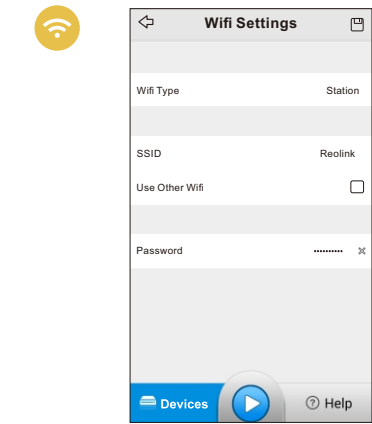 Wifi Settings
Wifi Type Station
SSID Reolink
Use Other Wifi
Password ••••••••••
Devices
? Help